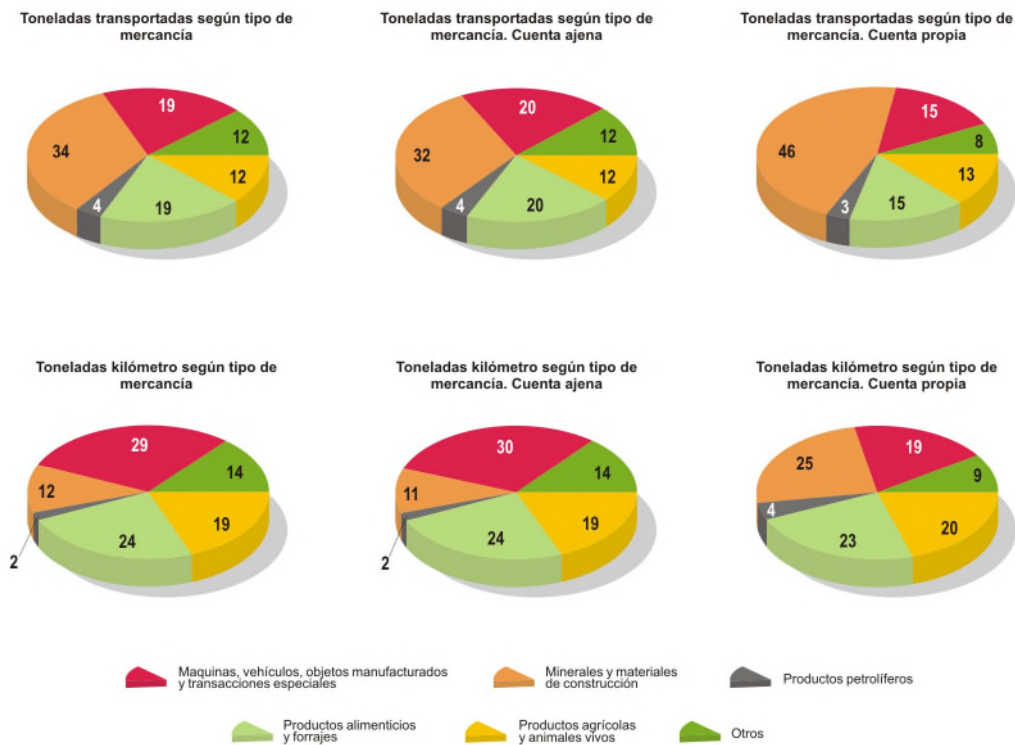 Toneladas transportadas según tipo de
mercancía
Toneladas transportadas según tipo de
mercancía. Cuenta ajena
Toneladas transportadas según tipo de
mercancía. Cuenta propia
19
34
12
12
4
19
20
32
12
12
4
20
15
46
8
13
3
15
Toneladas kilómetro según tipo de
mercancía
Toneladas kilómetro según tipo de
mercancía. Cuenta ajena
Toneladas kilómetro según tipo de
mercancía. Cuenta propia
29
14
12
19
24
2
30
14
11
19
24
2
19
25
9
4
20
23
Maquinas, vehículos, objetos manufacturados
y transacciones especiales
Minerales y materiales
de construcción
Productos petrolíferos
Productos alimenticios
y forrajes
Productos agrícolas
y animales vivos
Otros